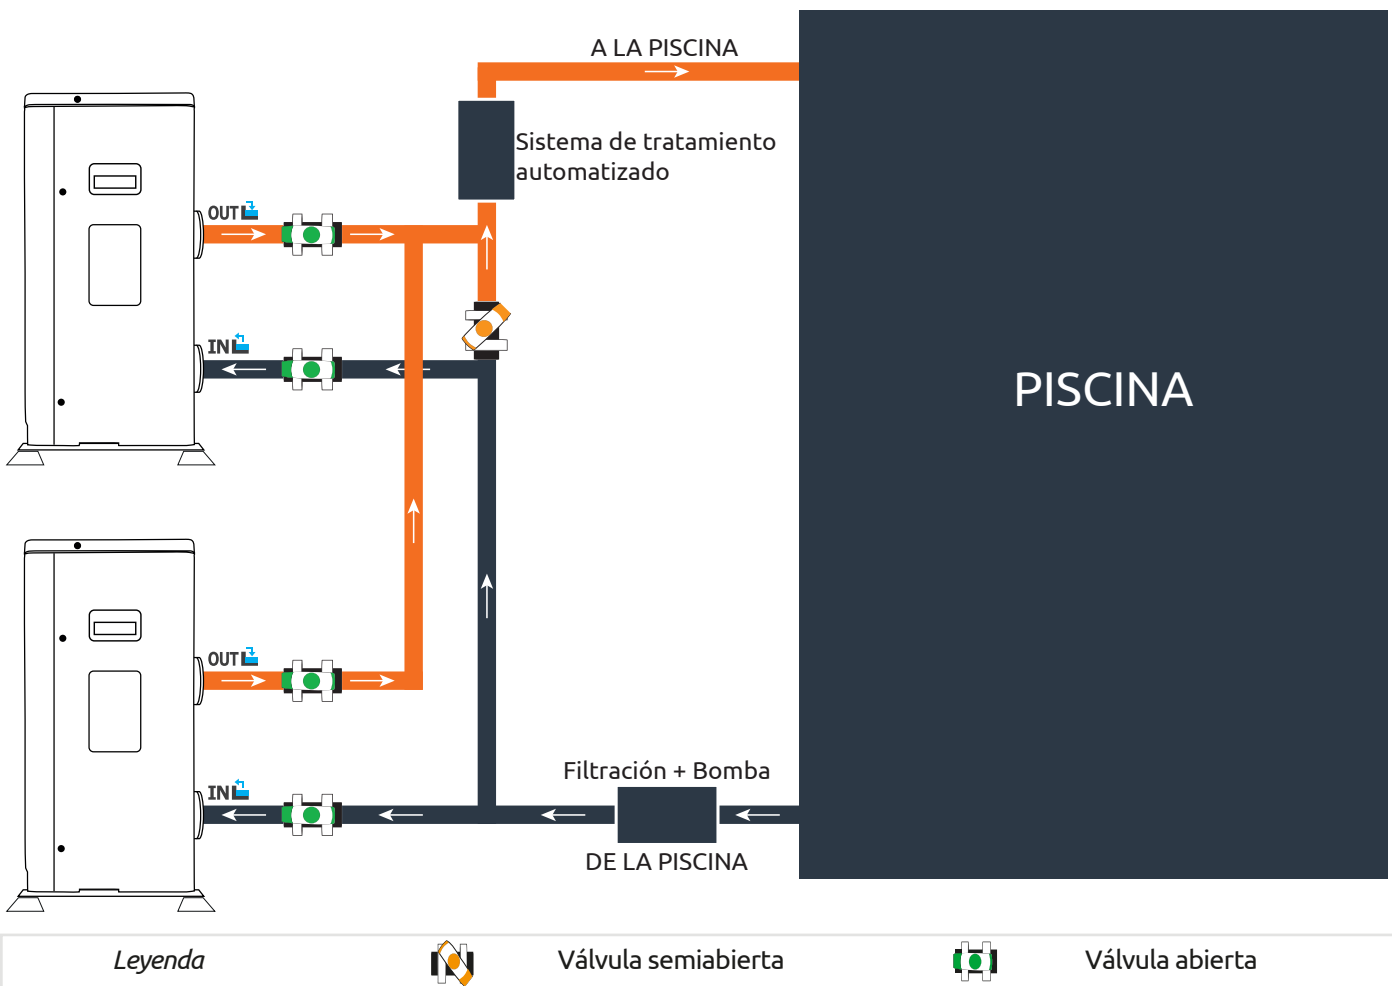 A LA PISCINA
Sistema de tratamiento
automatizado
OUT
IN
PISCINA
OUT
IN
Filtración + Bomba
DE LA PISCINA
Leyenda
Válvula semiabierta
Válvula abierta